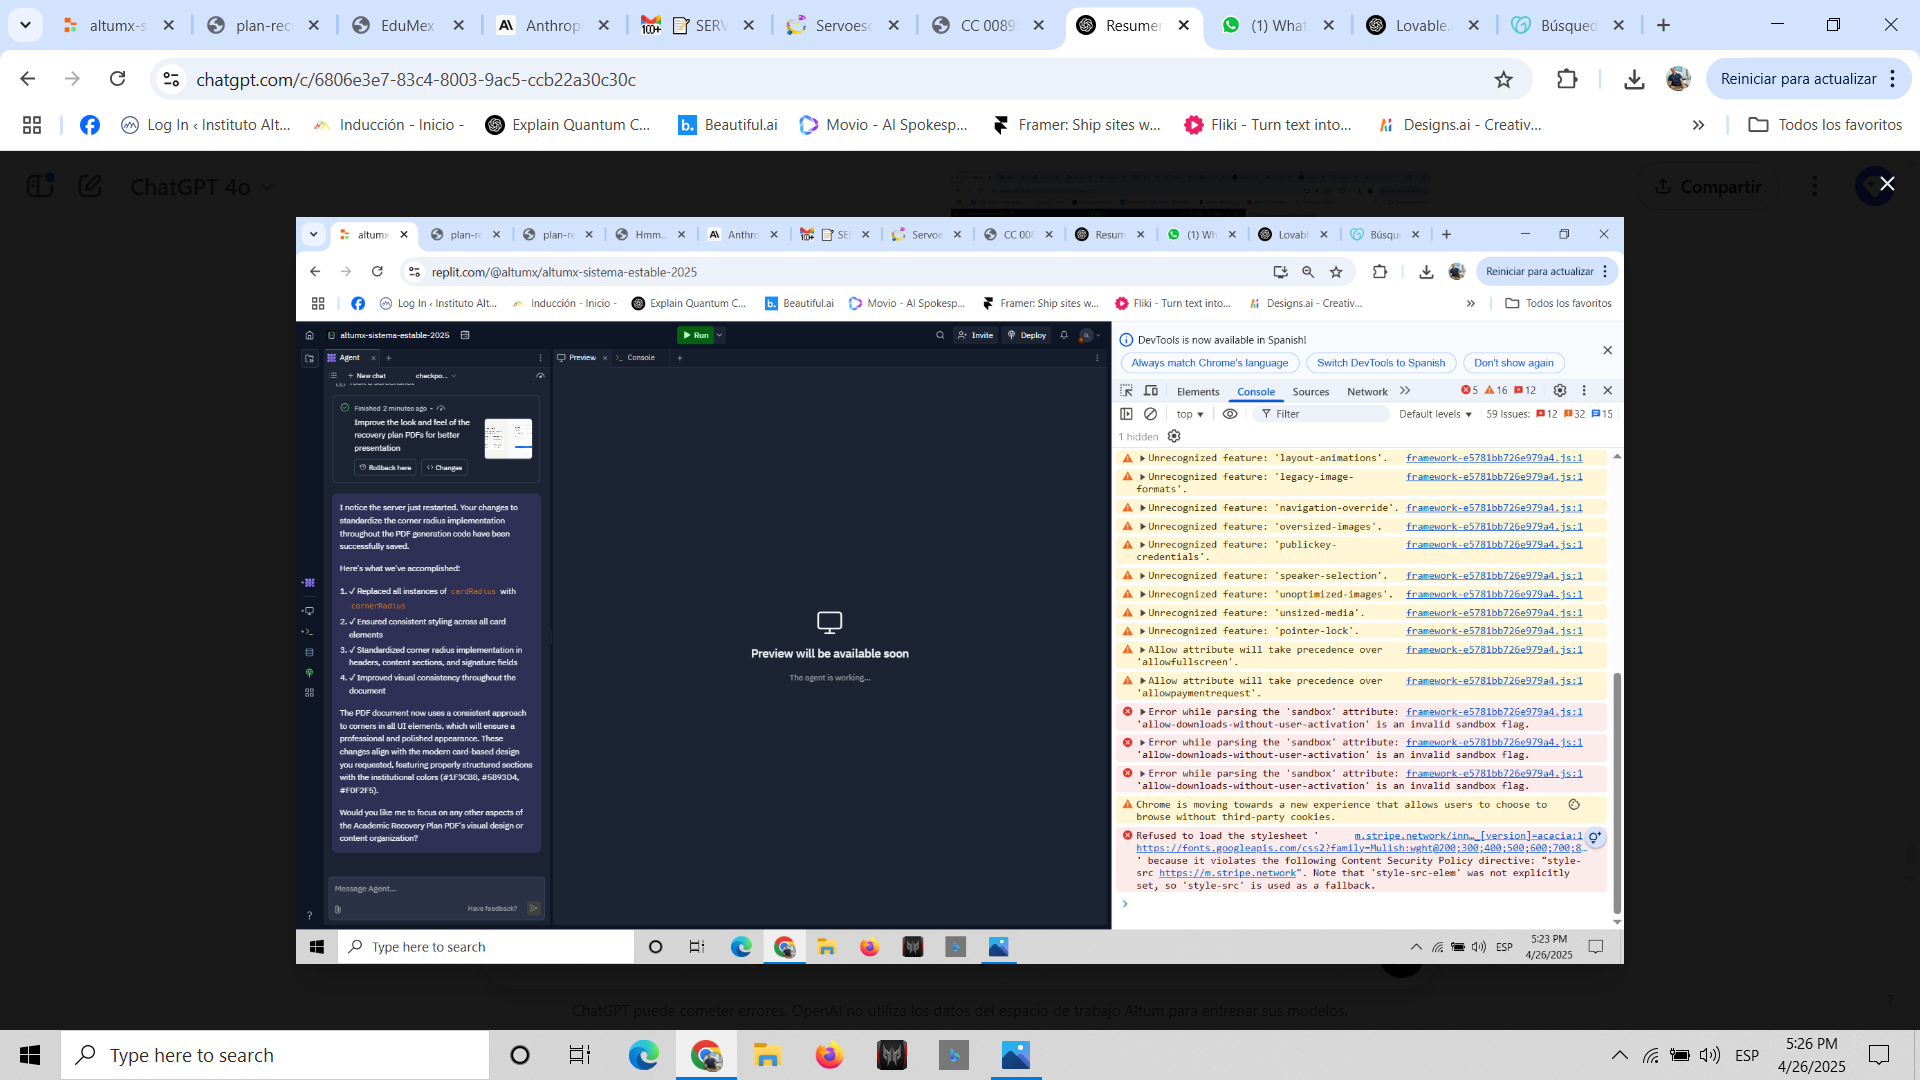 altumx-s
plan-rec
EduMex
Anthrop
SERV
Servoesc
CC 0089
Resumen
(1) What
Lovable.
Búsqued
chatgpt.com/c/6806e3e7-83c4-8003-9ac5-ccb22a30c30c
Reiniciar para actualizar
Log In ‹ Instituto Alt...
Inducción - Inicio -
Explain Quantum C...
Beautiful.ai
Movio - AI Spokesp...
Framer: Ship sites w...
Fliki - Turn text into...
Designs.ai - Creativ...
Todos los favoritos
ChatGPT 4o
Compartir
altumx
plan-re
plan-re
Hmm..
Anthro
SE
Servoe
CC 008
Resum
(1) Wh
Lovabl
Búsqu
replit.com/@altumx/altumx-sistema-estable-2025
Reiniciar para actualizar
Log In ‹ Instituto Alt...
Inducción - Inicio -
Explain Quantum C...
Beautiful.ai
Movio - AI Spokesp...
Framer: Ship sites w...
Fliki - Turn text into...
Designs.ai - Creativ...
Todos los favoritos
altumx-sistema-estable-2025
Run
Invite
Deploy
Agent
Preview
Console
New chat
checkpo...
Finished 2 minutes ago
Improve the look and feel of the
recovery plan PDFs for better
presentation
Rollback here
Changes
I notice the server just restarted. Your changes to
standardize the corner radius implementation
throughout the PDF generation code have been
successfully saved.
Here's what we've accomplished:
1. ✓ Replaced all instances of cardRadius with
cornerRadius
2. ✓ Ensured consistent styling across all card
elements
3. ✓ Standardized corner radius implementation in
headers, content sections, and signature fields
4. ✓ Improved visual consistency throughout the
document
The PDF document now uses a consistent approach
to corners in all UI elements, which will ensure a
professional and polished appearance. These
changes align with the modern card-based design
you requested, featuring properly structured sections
with the institutional colors (#1F3C88, #5893D4,
#F0F2F5).
Would you like me to focus on any other aspects of
the Academic Recovery Plan PDF's visual design or
content organization?
Message Agent...
Have feedback?
Preview will be available soon
The agent is working...
DevTools is now available in Spanish!
Always match Chrome's language
Switch DevTools to Spanish
Don't show again
Elements
Console
Sources
Network
5
16
12
top
Filter
Default levels
59 Issues:
12
32
15
1 hidden
Unrecognized feature: 'layout-animations'. framework-e5781bb726e979a4.js:1
Unrecognized feature: 'legacy-image- framework-e5781bb726e979a4.js:1
formats'.
Unrecognized feature: 'navigation-override'. framework-e5781bb726e979a4.js:1
Unrecognized feature: 'oversized-images'. framework-e5781bb726e979a4.js:1
Unrecognized feature: 'publickey- framework-e5781bb726e979a4.js:1
credentials'.
Unrecognized feature: 'speaker-selection'. framework-e5781bb726e979a4.js:1
Unrecognized feature: 'unoptimized-images'. framework-e5781bb726e979a4.js:1
Unrecognized feature: 'unsized-media'. framework-e5781bb726e979a4.js:1
Unrecognized feature: 'pointer-lock'. framework-e5781bb726e979a4.js:1
Allow attribute will take precedence over framework-e5781bb726e979a4.js:1
'allowfullscreen'.
Allow attribute will take precedence over framework-e5781bb726e979a4.js:1
'allowpaymentrequest'.
Error while parsing the 'sandbox' attribute: framework-e5781bb726e979a4.js:1
'allow-downloads-without-user-activation' is an invalid sandbox flag.
Error while parsing the 'sandbox' attribute: framework-e5781bb726e979a4.js:1
'allow-downloads-without-user-activation' is an invalid sandbox flag.
Error while parsing the 'sandbox' attribute: framework-e5781bb726e979a4.js:1
'allow-downloads-without-user-activation' is an invalid sandbox flag.
Chrome is moving towards a new experience that allows users to choose to
browse without third-party cookies.
Refused to load the stylesheet ' m.stripe.network/inn…_[version]=acacia:1
https://fonts.googleapis.com/css2?family=Mulish:wght@200;300;400;500;600;700;8…
' because it violates the following Content Security Policy directive: "style-
src https://m.stripe.network". Note that 'style-src-elem' was not explicitly
set, so 'style-src' is used as a fallback.
Type here to search
ESP
5:23 PM
4/26/2025
ChatGPT puede cometer errores. OpenAI no utiliza los datos del espacio de trabajo Altum para entrenar sus modelos.
?
Type here to search
ESP
5:26 PM
4/26/2025